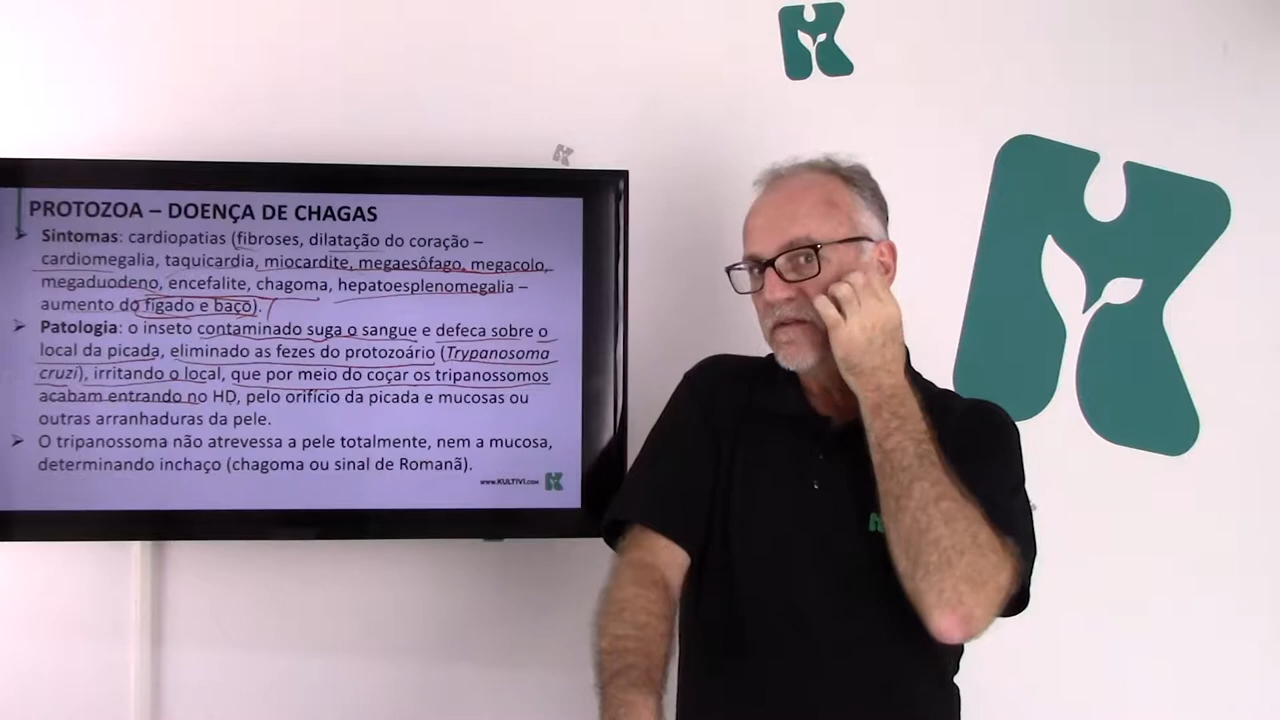 PROTOZOA – DOENÇA DE CHAGAS
➤ Sintomas: cardiopatias (fibroses, dilatação do coração –
cardiomegalia, taquicardia, miocardite, megaesôfago, megacolo,
megaduodeno, encefalite, chagoma, hepatoesplenomegalia –
aumento do figado e baço).
➤ Patologia: o inseto contaminado suga o sangue e defeca sobre o
local da picada, eliminado as fezes do protozoário (Trypanosoma
cruzi), irritando o local, que por meio do coçar os tripanossomos
acabam entrando no HD, pelo orifício da picada e mucosas ou
outras arranhaduras da pele.
➤ O tripanossoma não atrevessa a pele totalmente, nem a mucosa,
determinando inchaço (chagoma ou sinal de Romanã).
www.KULTIVI.COM